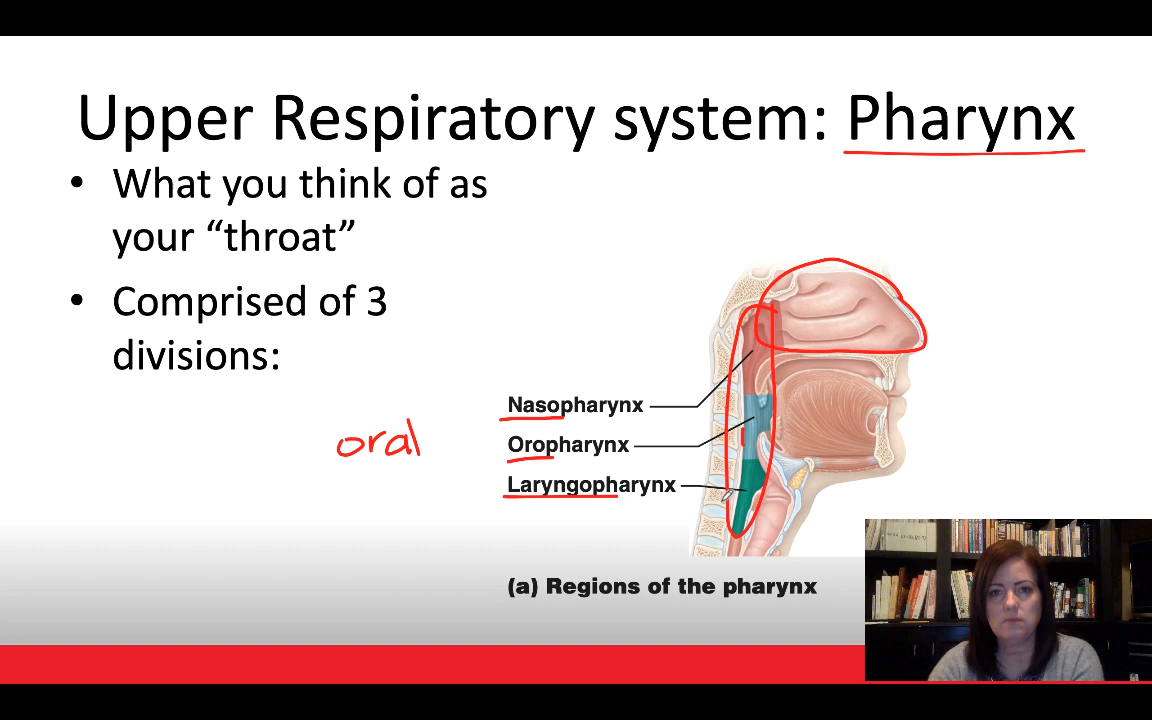 Upper Respiratory system: Pharynx
• What you think of as
your “throat”
• Comprised of 3
divisions:
Nasopharynx
oral
Oropharynx
Laryngopharynx
(a) Regions of the pharynx